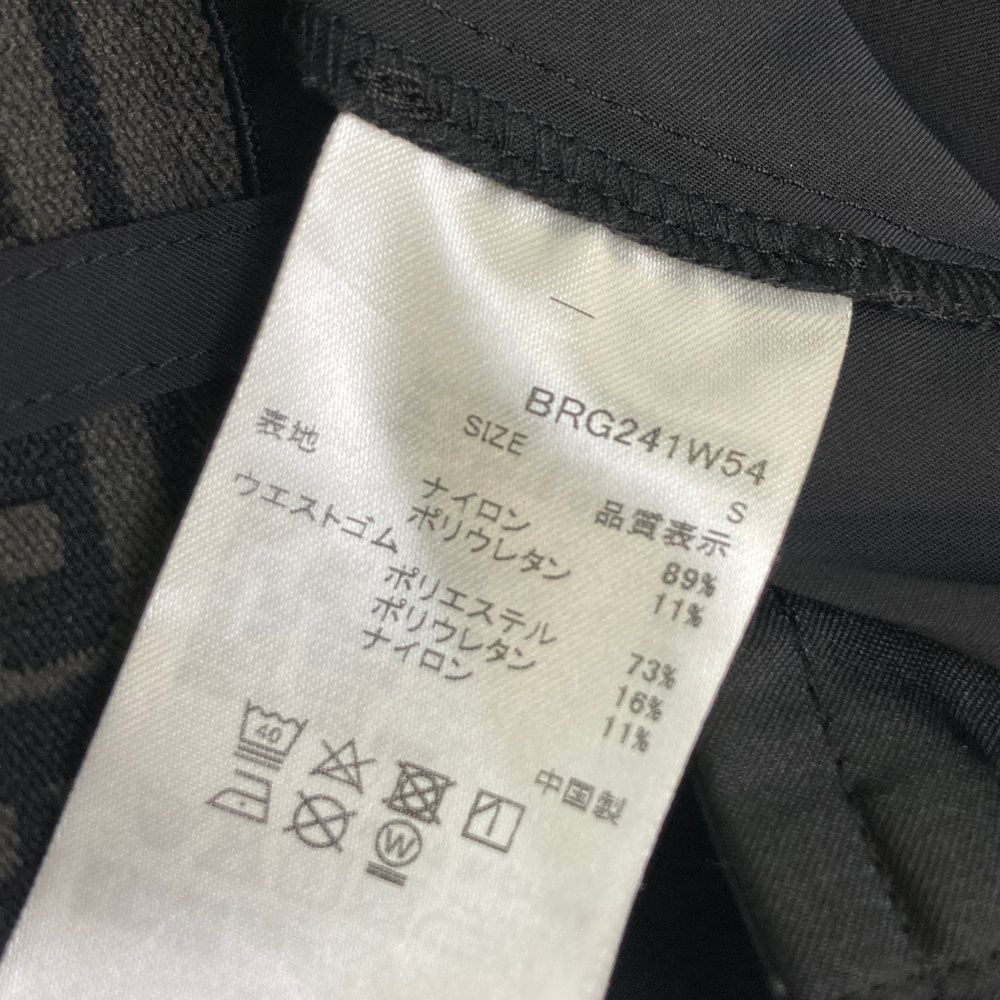 BRG241W54
SIZE S
品質表示
表地
ナイロン 89%
ポリウレタン 11%
ウエストゴム
ポリエステル 73%
ポリウレタン 16%
ナイロン 11%
中国製
40
W